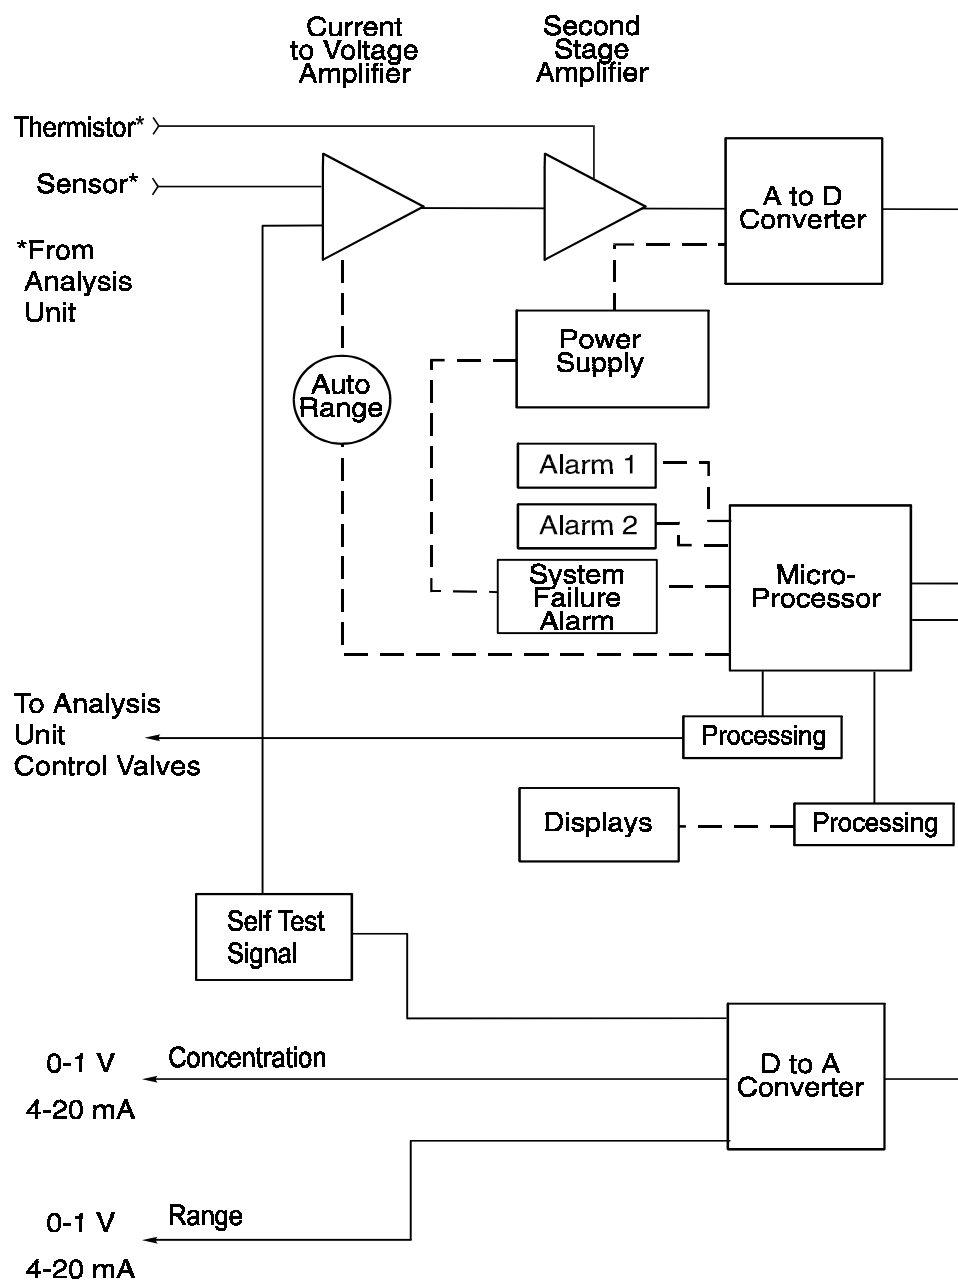 Current
to Voltage
Amplifier
Second
Stage
Amplifier
Thermistor*
Sensor*
*From
Analysis
Unit
A to D
Converter
Power
Supply
Auto
Range
Alarm 1
Alarm 2
System
Failure
Alarm
Micro-
Processor
To Analysis
Unit
Control Valves
Processing
Displays
Processing
Self Test
Signal
0-1 V
Concentration
4-20 mA
D to A
Converter
0-1 V
Range
4-20 mA